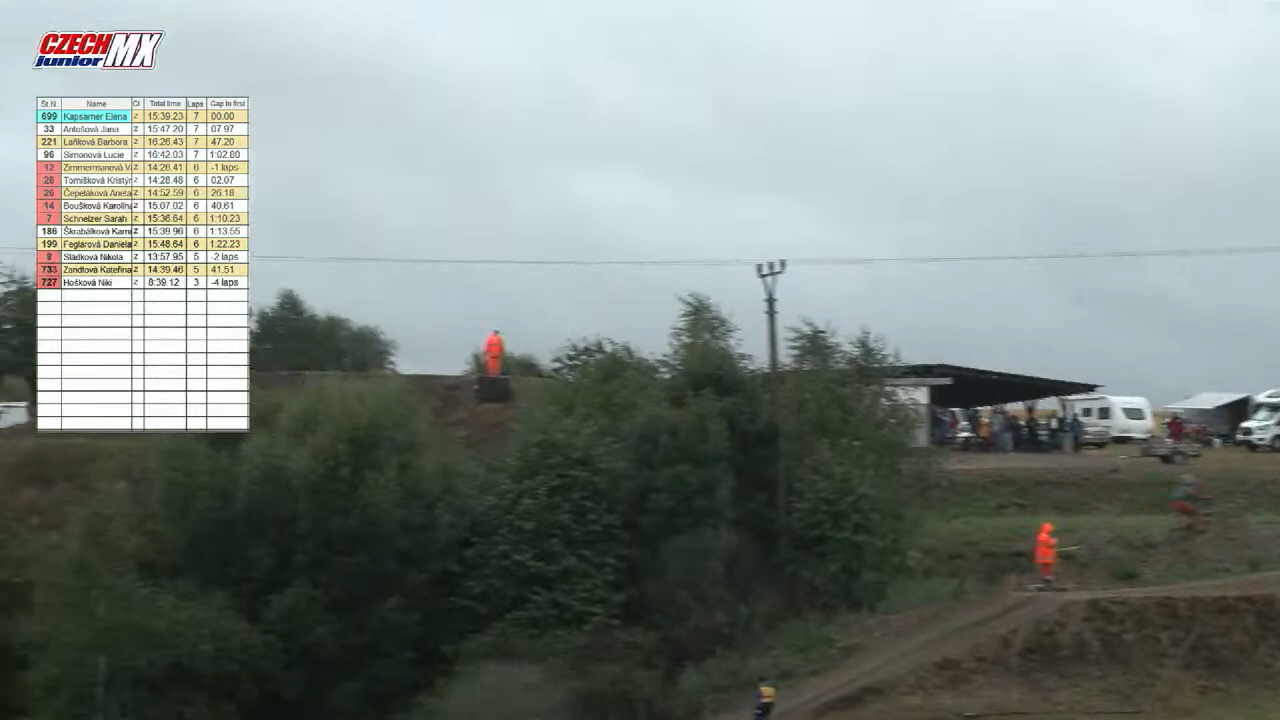 CZECH MX
junior
St.N Name Cl Total time Laps Gap to first
699 Kapsamer Elena Z 15:39.23 7 00.00
33 Antošová Jana Z 15:47.20 7 07.97
221 Laňková Barbora Z 16:26.43 7 47.20
96 Simonová Lucie Z 16:42.03 7 1:02.80
12 Zimmermanová V Z 14:26.41 6 -1 laps
28 Tomišková Kristýn Z 14:28.48 6 02.07
26 Čepeláková Aneta Z 14:52.59 6 26.18
14 Boušková Karolína Z 15:07.02 6 40.61
7 Schnelzer Sarah Z 15:36.64 6 1:10.23
186 Škrabálková Kami Z 15:39.96 6 1:13.55
199 Feglarová Daniela Z 15:48.64 6 1:22.23
8 Sládková Nikola Z 13:57.95 5 -2 laps
733 Zandtová Kateřina Z 14:39.46 5 41.51
727 Hošková Niki Z 8:39.12 3 -4 laps